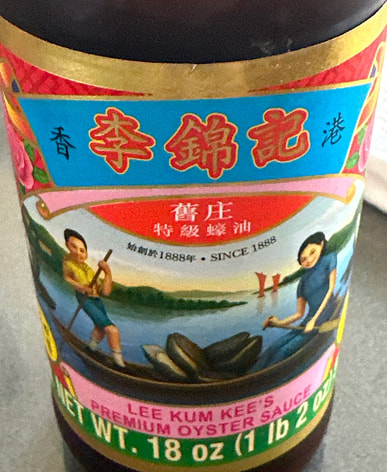 香 李錦記 港
舊庄
特級蠔油
始創於1888年 • SINCE 1888
LEE KUM KEE'S
PREMIUM OYSTER SAUCE
NET WT. 18 oz (1 lb 2 oz)